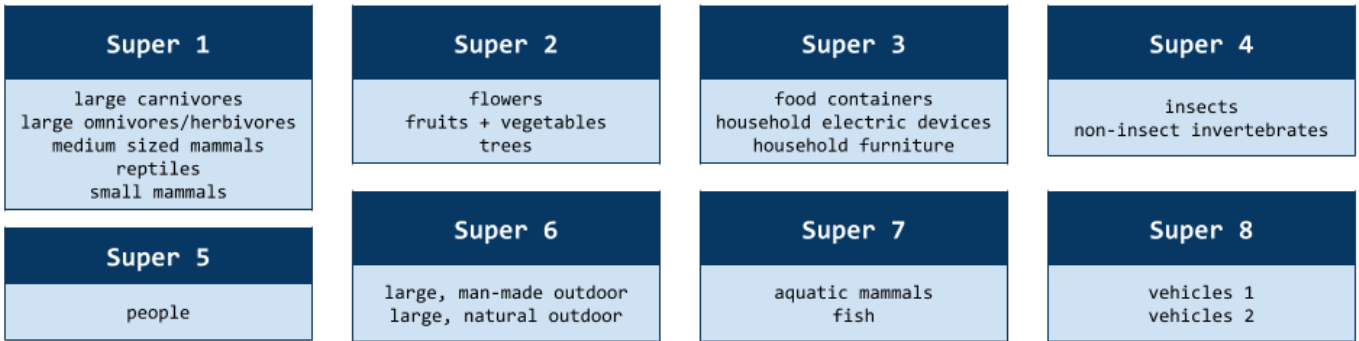 Super 1
large carnivores
large omnivores/herbivores
medium sized mammals
reptiles
small mammals
Super 2
flowers
fruits + vegetables
trees
Super 3
food containers
household electric devices
household furniture
Super 4
insects
non-insect invertebrates
Super 5
people
Super 6
large, man-made outdoor
large, natural outdoor
Super 7
aquatic mammals
fish
Super 8
vehicles 1
vehicles 2